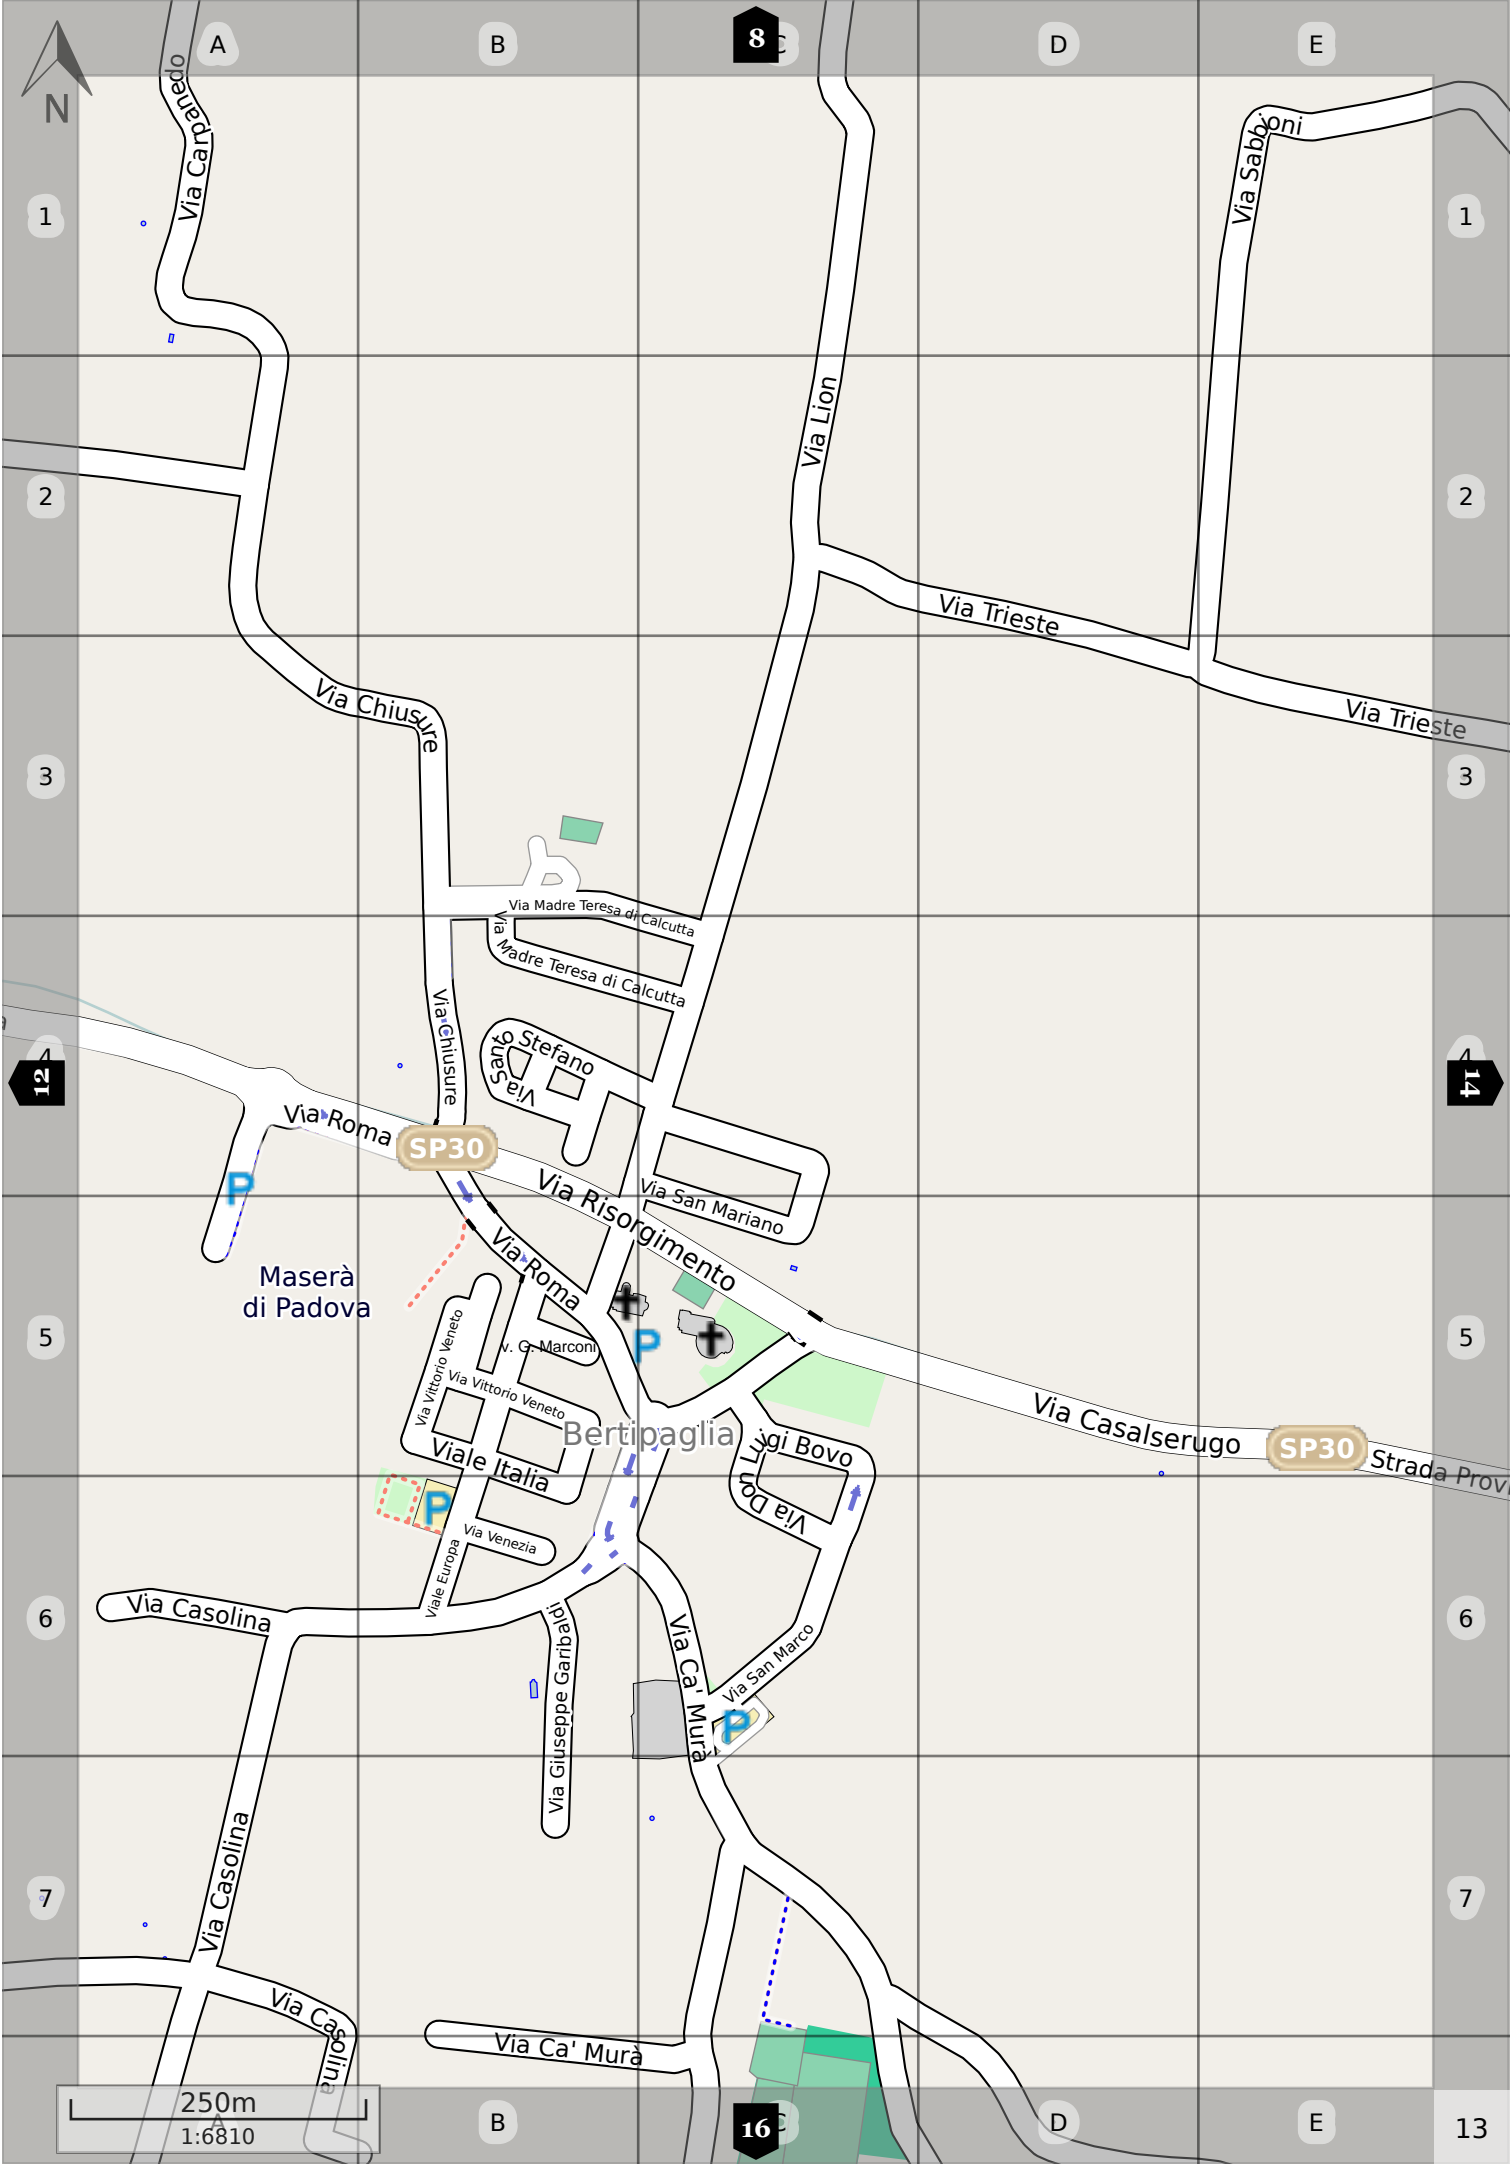 A
B
8
C
D
E
N
Via Carpanedo
Via Sabbioni
1
1
Via Lion
2
2
Via Trieste
Via Chiusure
Via Trieste
3
3
Via Madre Teresa di Calcutta
Via Madre Teresa di Calcutta
a
Via Chiusure
Via Santo Stefano
4
4
12
14
Via Roma
SP30
P
Via Risorgimento
Via San Mariano
Via Roma
Maserà
di Padova
5
5
P
v. G. Marconi
Via Vittorio Veneto
Via Vittorio Veneto
Via Casalserugo
SP30
Strada Provi
Bertipaglia
Via Don Luigi Bovo
Viale Italia
P
Via Venezia
Viale Europa
Via Casolina
6
6
Via Giuseppe Garibaldi
Via Ca' Murà
Via San Marco
P
Via Casolina
7
7
Via Casolina
Via Ca' Murà
250m
1:6810
A
B
16
C
D
E
13